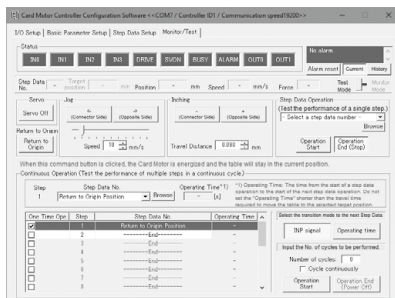 Card Motor Controller Configuration Software <<COM7 / Controller ID1 / Communication speed19200>>
I/O Setup | Basic Parameter Setup | Step Data Setup | Monitor/Test
Status
IN0 IN1 IN2 IN3 DRIVE SVON BUSY ALARM OUT0 OUT1
No alarm
Alarm reset Current History
Step Data No. - Target position - mm Position - mm Speed - mm/s Force - Test Mode Monitor Mode
Servo
Servo Off
Return to Origin
Return to Origin
Jog
(Connector Side) (Opposite Side)
Speed 10 mm/s
Inching
(Connector Side) (Opposite Side)
Travel Distance 0.030 mm
Step Data Operation
(Test the performance of a single step.)
- Select a step data number -
Browse
Operation Start Operation End (Stop)
When this command button is clicked, the Card Motor is energized and the table will stay in the current position.
Continuous Operation (Test the performance of multiple steps in a continuous cycle.)
Step Step Data No. Operating Time*1)
1 Return to Origin Position Browse - [s]
*1) Operating Time: The time from the start of a step data operation to the start of the next step data operation. Do not set the "Operating Time" shorter than the travel time required to move the table to the selected target position.
One Time Ope Step Step Data No. Operating Time
1 Return to Origin Position -
2 -----------End----------- -
3 -----------End----------- -
4 -----------End----------- -
5 -----------End----------- -
6 -----------End----------- -
7 -----------End----------- -
8 -----------End----------- -
Select the transition mode to the next Step Data.
INP signal Operating time
Input the No. of cycles to be performed.
Number of cycles: 0
Cycle continuously
Operation Start Operation End (Power Off)